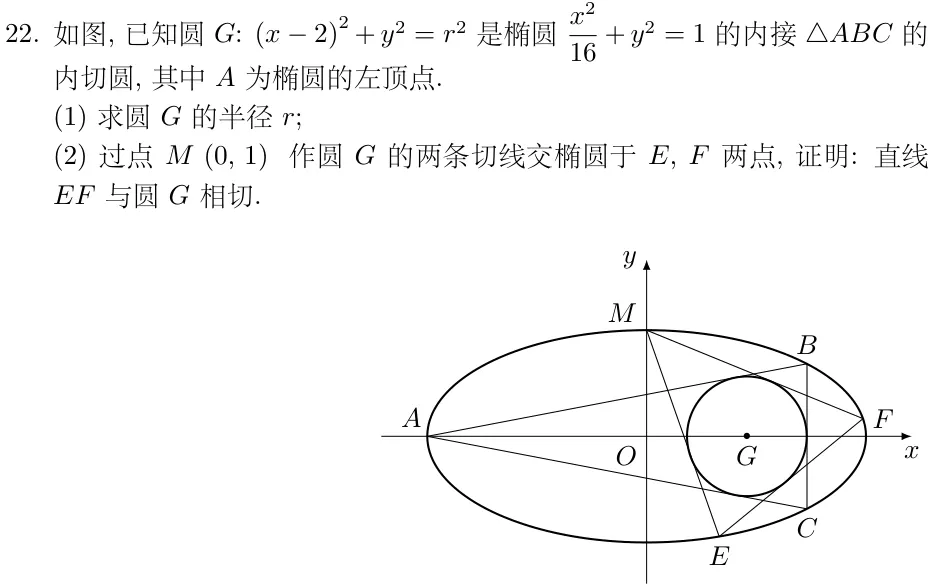 22. 如图, 已知圆 G: (x − 2)² + y² = r² 是椭圆 x²/16 + y² = 1 的内接 △ABC 的
内切圆, 其中 A 为椭圆的左顶点.
(1) 求圆 G 的半径 r;
(2) 过点 M (0, 1) 作圆 G 的两条切线交椭圆于 E, F 两点, 证明: 直线
EF 与圆 G 相切.
y
M
B
A
F
O
G
x
C
E